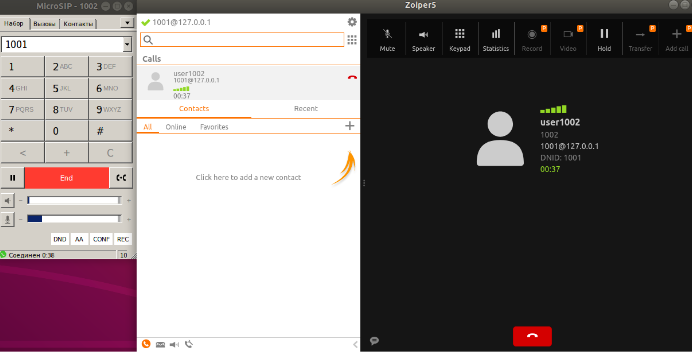 MicroSIP - 1002
Набор Вызовы Контакты
1001
1 2 ABC 3 DEF
4 GHI 5 JKL 6 MNO
7 PQRS 8 TUV 9 WXYZ
* 0 #
< + C
End
DND AA CONF REC
Соединен 0:38 10
Zoiper5
1001@127.0.0.1
Calls
user1002
1001@127.0.0.1
00:37
Contacts Recent
All Online Favorites
Click here to add a new contact
Mute Speaker Keypad Statistics Record Video Hold Transfer Add call
P P P P
user1002
1002
1001@127.0.0.1
DNID: 1001
00:37